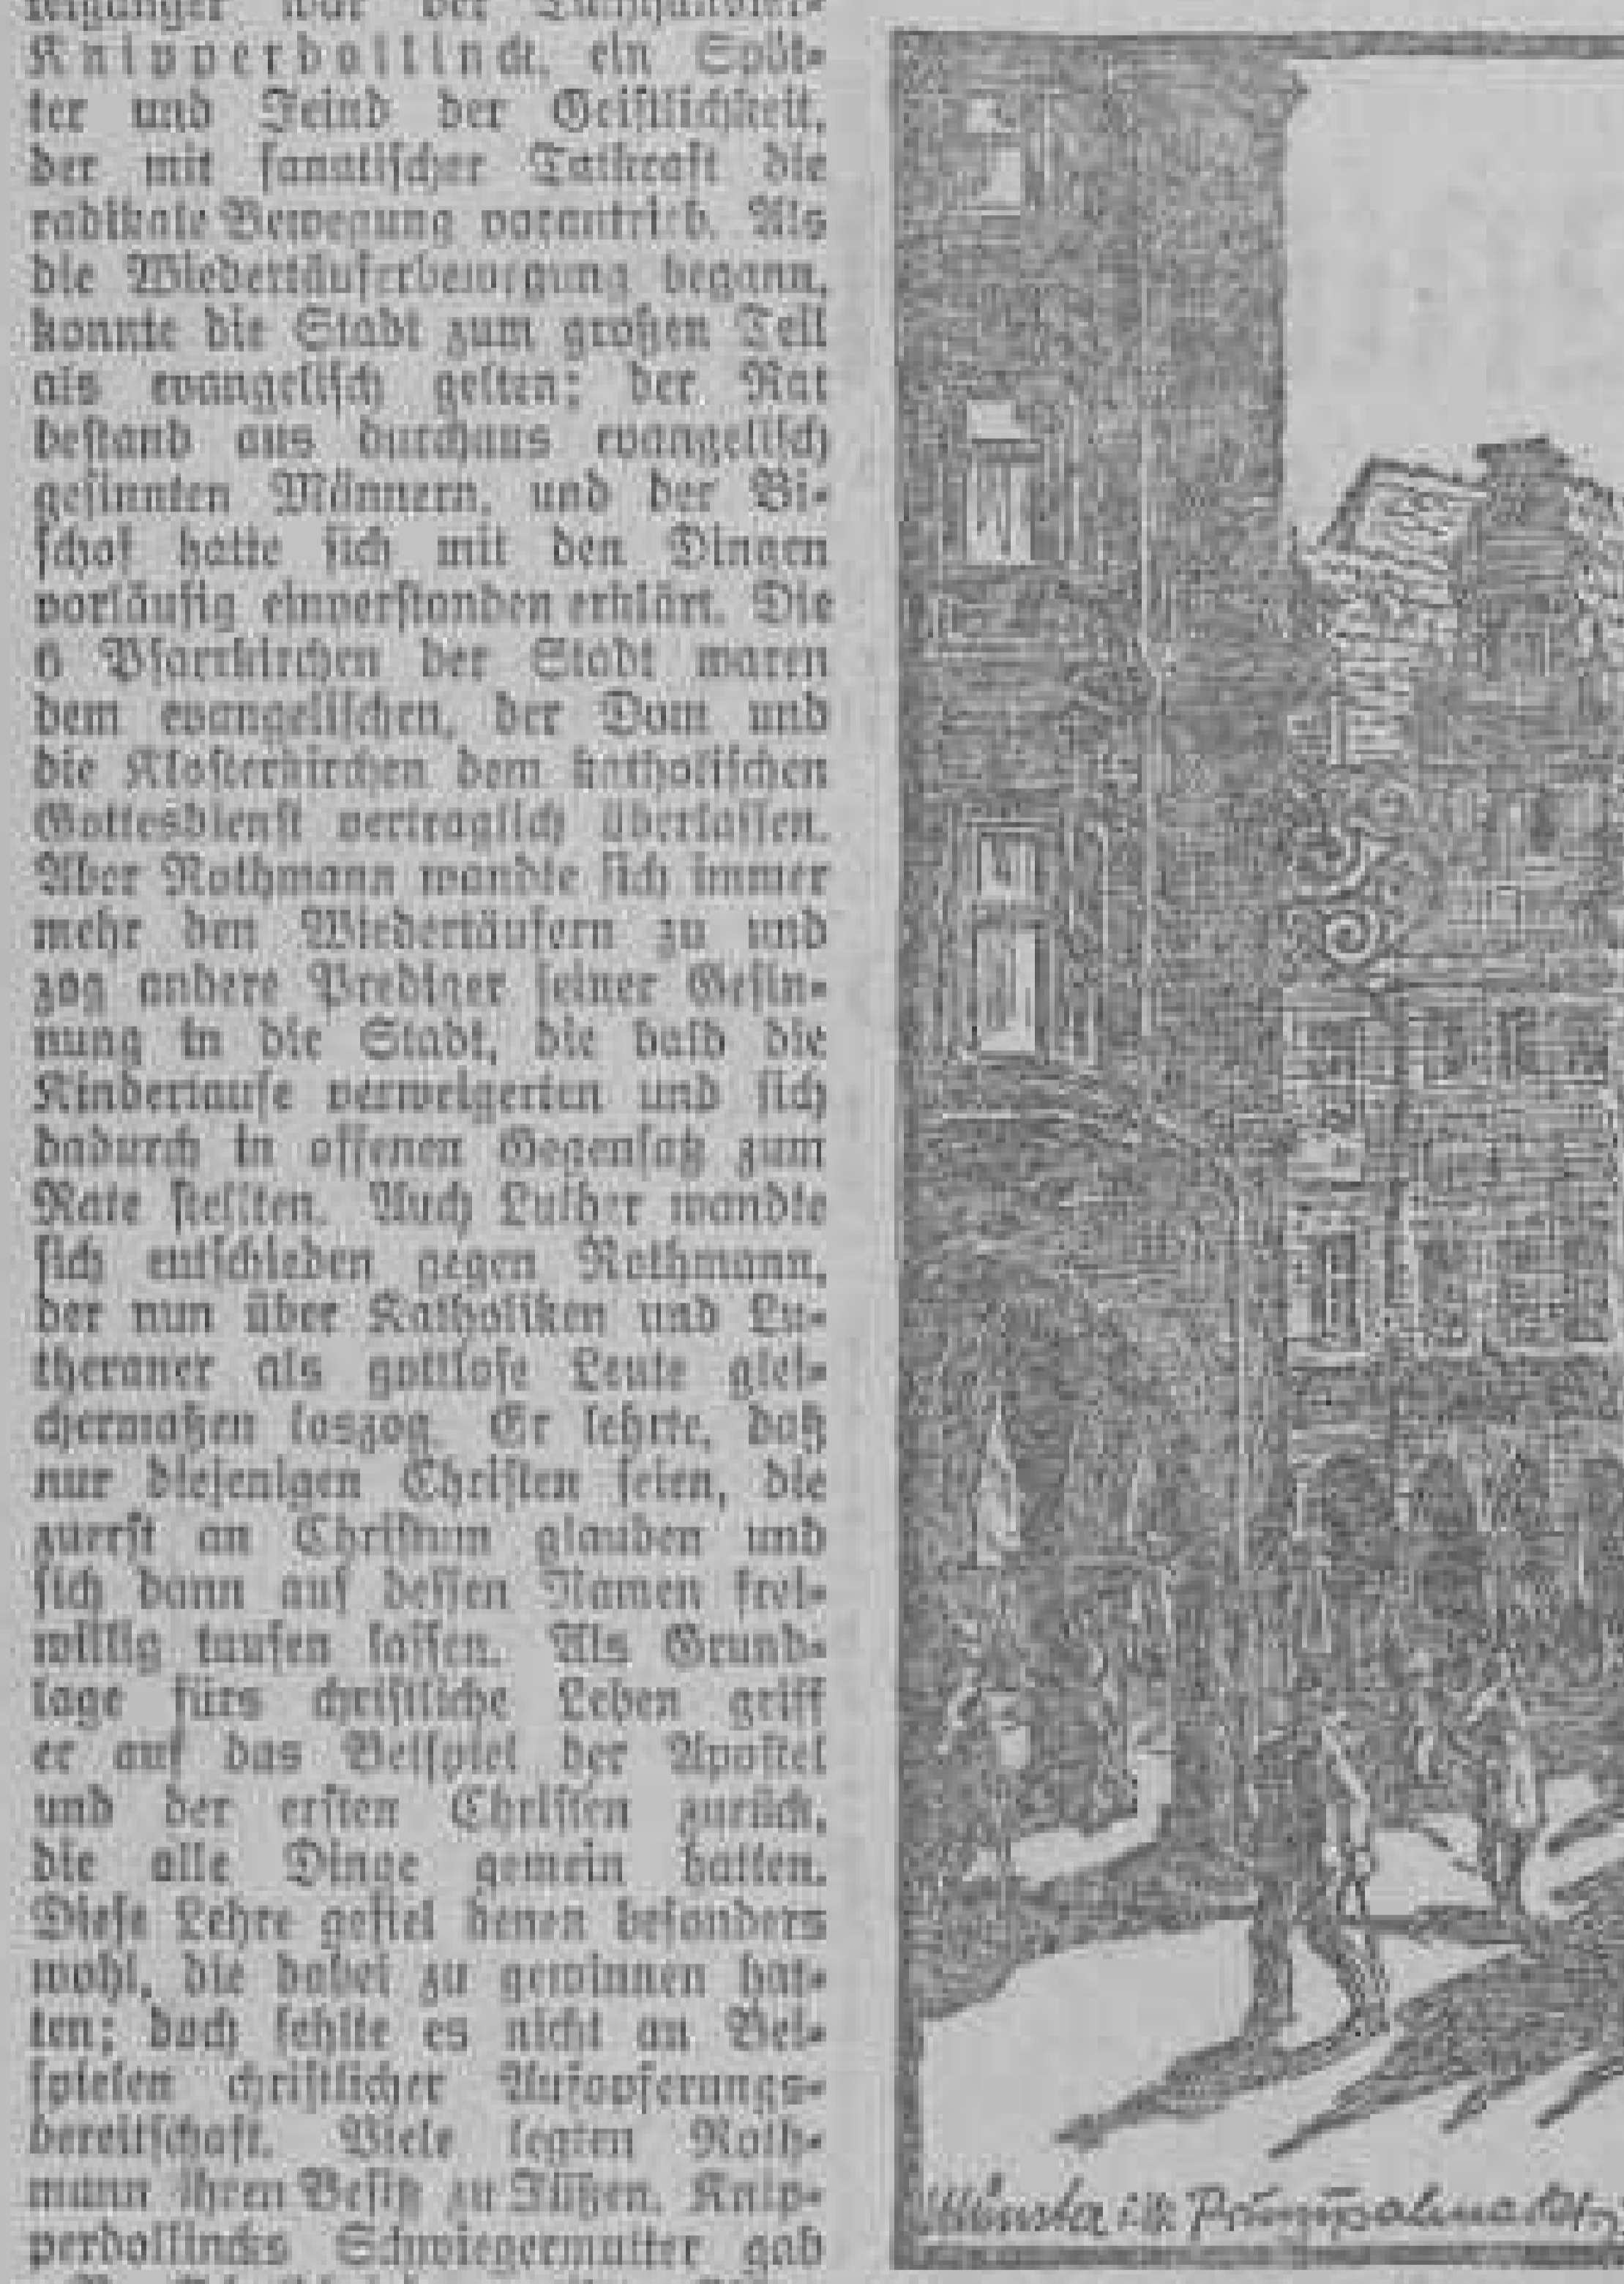 Knipperdollinck, ein Spöt-
ter und Feind der Geistlichkeit,
der mit fanatischer Tatkraft die
radikale Bewegung vorantrieb. Als
die Wiedertäuferbewegung begann,
konnte die Stadt zum großen Teil
als evangelisch gelten; der Rat
bestand aus durchaus evangelisch
gesinnten Männern, und der Bi-
schof hatte sich mit den Dingen
vorläufig einverstanden erklärt. Die
6 Pfarrkirchen der Stadt waren
dem evangelischen, der Dom und
die Klosterkirchen dem katholischen
Gottesdienst vertraglich überlassen.
Aber Rothmann wandte sich immer
mehr den Wiedertäufern zu und
zog andere Prediger seiner Gesin-
nung in die Stadt, die bald die
Kindertaufe verweigerten und sich
dadurch in offenen Gegensatz zum
Rate stellten. Auch Luther wandte
sich entschieden gegen Rothmann,
der nun über Katholiken und Lu-
theraner als gottlose Leute glei-
chermaßen loszog. Er lehrte, daß
nur diejenigen Christen seien, die
zuerst an Christum glauben und
sich dann auf dessen Namen frei-
willig taufen lassen. Als Grund-
lage fürs christliche Leben griff
er auf das Beispiel der Apostel
und der ersten Christen zurück,
die alle Dinge gemein hatten.
Diese Lehre gefiel denen besonders
wohl, die dabei zu gewinnen hat-
ten; doch fehlte es nicht an Bei-
spielen christlicher Aufopferungs-
bereitschaft. Viele legten Roth-
mann ihren Besitz zu Füßen. Knip-
perdollincks Schwiegermutter gab
Münster i.W.